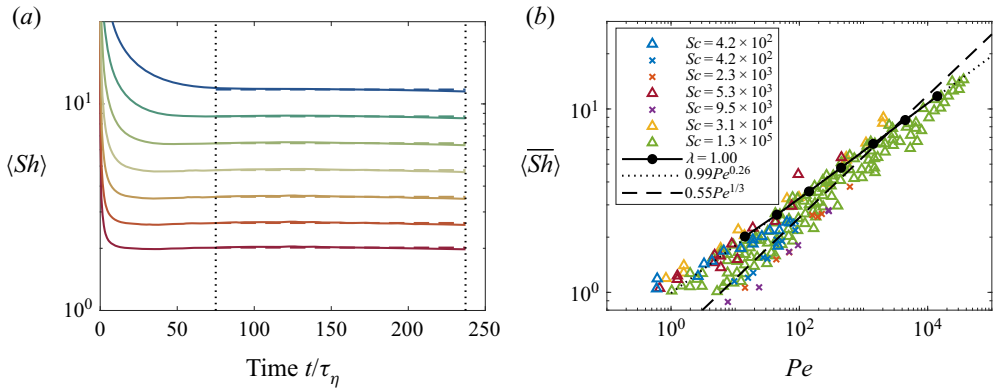 (a)
10^1
10^0
⟨Sh⟩
0 50 100 150 200 250
Time t/τ_η
(b)
Sc = 4.2 × 10^2
Sc = 4.2 × 10^2
Sc = 2.3 × 10^3
Sc = 5.3 × 10^3
Sc = 9.5 × 10^3
Sc = 3.1 × 10^4
Sc = 1.3 × 10^5
λ = 1.00
0.99Pe^0.26
0.55Pe^1/3
10^1
10^0
⟨S̅h̅⟩
10^0 10^2 10^4
Pe